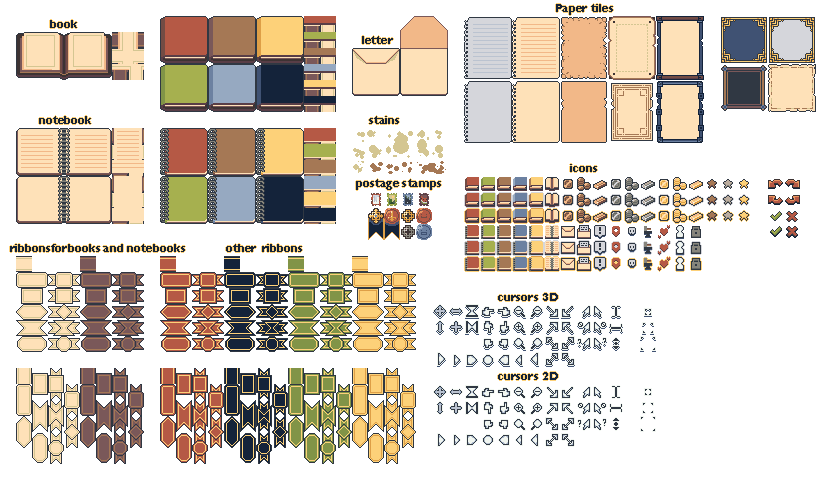 Paper tiles
book
letter
notebook
stains
icons
postage stamps
ribbonsforbooks and notebooks
other ribbons
cursors 3D
cursors 2D